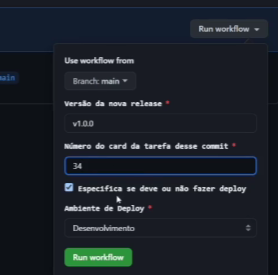 Run workflow
main
Use workflow from
Branch: main
Versão da nova release *
v1.0.0
Número do card da tarefa desse commit *
34
Especifica se deve ou não fazer deploy
Ambiente de Deploy *
Desenvolvimento
Run workflow